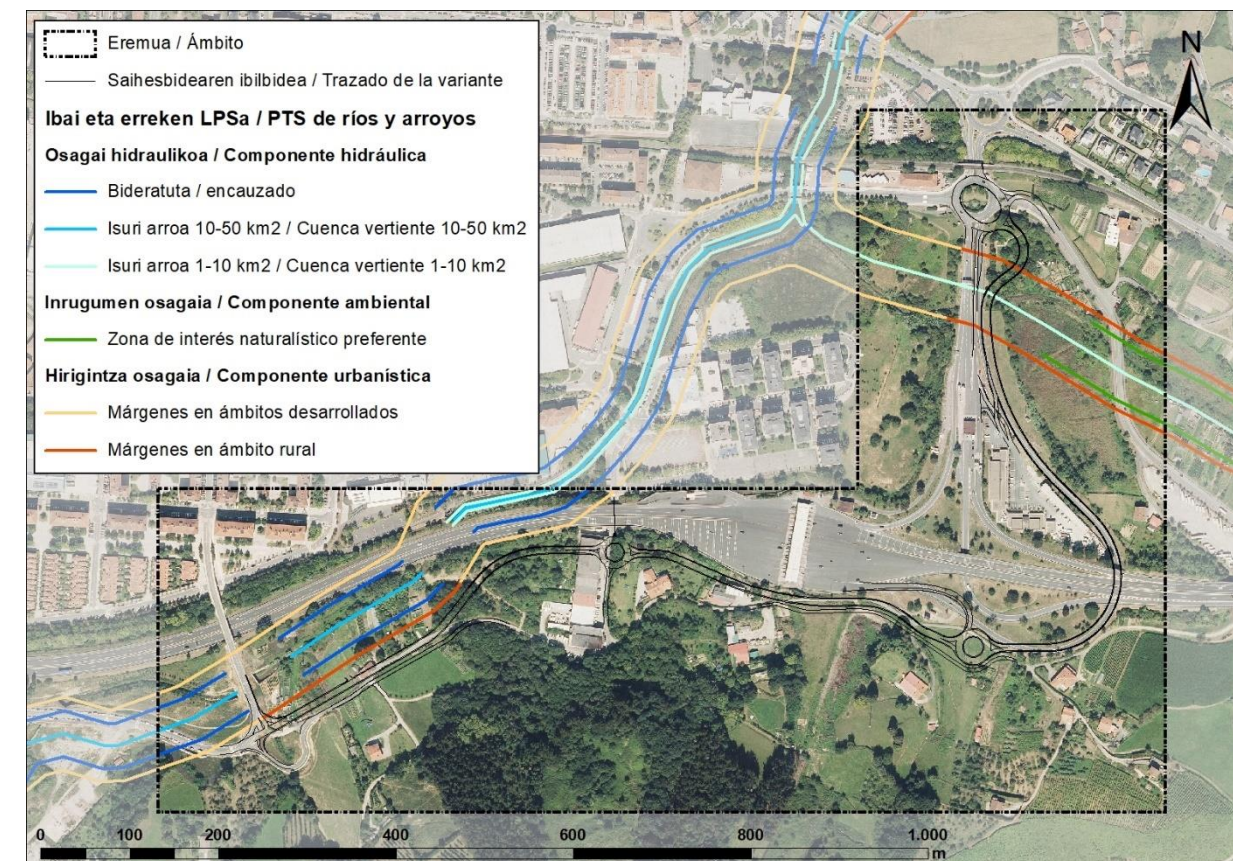 Eremua / Ámbito
Saihesbidearen ibilbidea / Trazado de la variante
Ibai eta erreken LPSa / PTS de ríos y arroyos
Osagai hidraulikoa / Componente hidráulica
Bideratuta / encauzado
Isuri arroa 10-50 km2 / Cuenca vertiente 10-50 km2
Isuri arroa 1-10 km2 / Cuenca vertiente 1-10 km2
Inrugumen osagaia / Componente ambiental
Zona de interés naturalístico preferente
Hirigintza osagaia / Componente urbanística
Márgenes en ámbitos desarrollados
Márgenes en ámbito rural
N
0 100 200 400 600 800 1.000
m